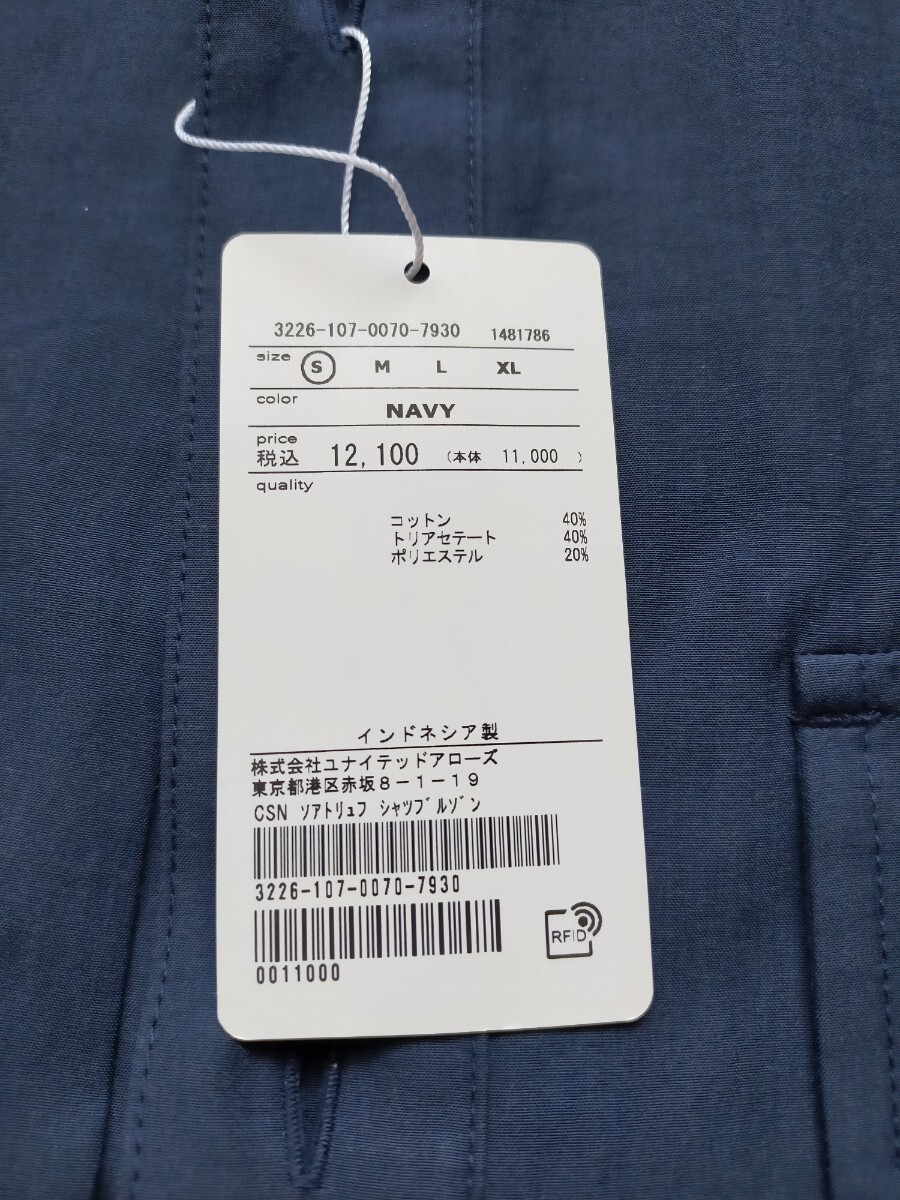 3226-107-0070-7930 1481786
size S M L XL
color NAVY
price
税込 12,100 (本体 11,000 )
quality
コットン 40%
トリアセテート 40%
ポリエステル 20%
インドネシア製
株式会社ユナイテッドアローズ
東京都港区赤坂8-1-19
CSN ソアトリュフ シャツブルゾン
3226-107-0070-7930
0011000
RFID